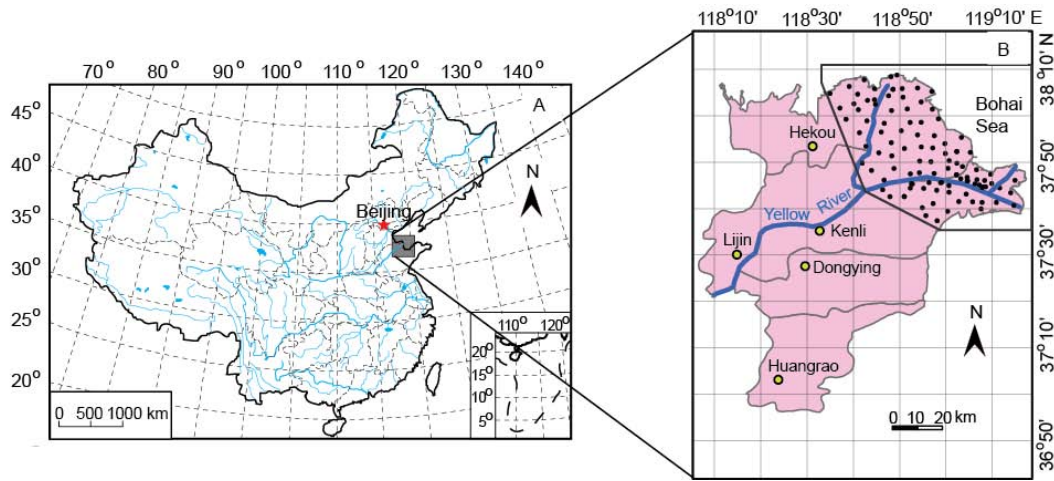 70° 80° 90° 100° 110° 120° 130° 140°
A
45°
40°
35°
30°
25°
20°
N
Beijing
110° 120°
20°
15°
10°
5°
0 500 1000 km
118°10' 118°30' 118°50' 119°10' E
B
Bohai
Sea
Hekou
Yellow River
Kenli
Lijin
Dongying
Huangrao
N
0 10 20 km
38°10' N
37°50'
37°30'
37°10'
36°50'